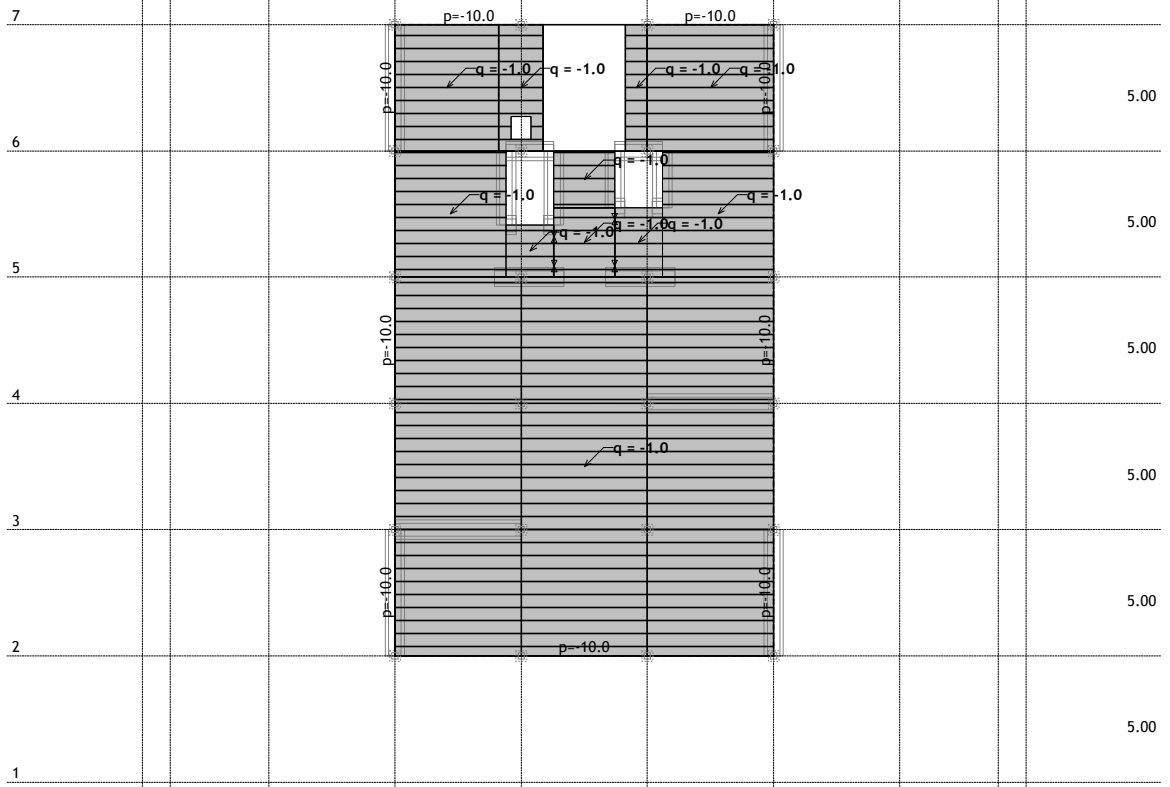 7
p=-10.0
p=-10.0
p=-10.0
q = -1.0
q = -1.0
q = -1.0
q = -1.0
p=-10.0
5.00
6
q = -1.0
q = -1.0
q = -1.0
5.00
q = -1.0
q = -1.0
q = -1.0
5
p=-10.0
p=-10.0
5.00
4
q = -1.0
5.00
3
p=-10.0
p=-10.0
5.00
2
p=-10.0
5.00
1